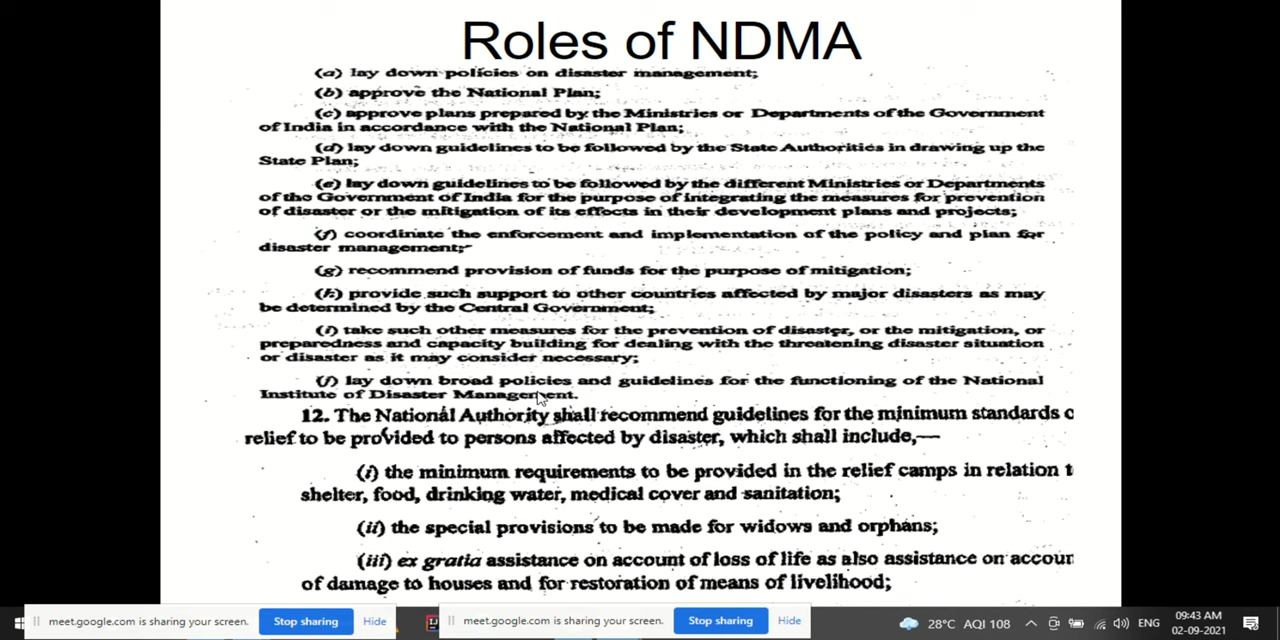 Roles of NDMA
(a) lay down policies on disaster management;
(b) approve the National Plan;
(c) approve plans prepared by the Ministries or Departments of the Government
of India in accordance with the National Plan;
(d) lay down guidelines to be followed by the State Authorities in drawing up the
State Plan;
(e) lay down guidelines to be followed by the different Ministries or Departments
of the Government of India for the purpose of integrating the measures for prevention
of disaster or the mitigation of its effects in their development plans and projects;
(f) coordinate the enforcement and implementation of the policy and plan for
disaster management;
(g) recommend provision of funds for the purpose of mitigation;
(h) provide such support to other countries affected by major disasters as may
be determined by the Central Government;
(i) take such other measures for the prevention of disaster, or the mitigation, or
preparedness and capacity building for dealing with the threatening disaster situation
or disaster as it may consider necessary;
(j) lay down broad policies and guidelines for the functioning of the National
Institute of Disaster Management.
12. The National Authority shall recommend guidelines for the minimum standards o
relief to be provided to persons affected by disaster, which shall include,—
(i) the minimum requirements to be provided in the relief camps in relation t
shelter, food, drinking water, medical cover and sanitation;
(ii) the special provisions to be made for widows and orphans;
(iii) ex gratia assistance on account of loss of life as also assistance on accoun
of damage to houses and for restoration of means of livelihood;
meet.google.com is sharing your screen. Stop sharing Hide
meet.google.com is sharing your screen. Stop sharing Hide
28°C AQI 108 ENG 09:43 AM
02-09-2021